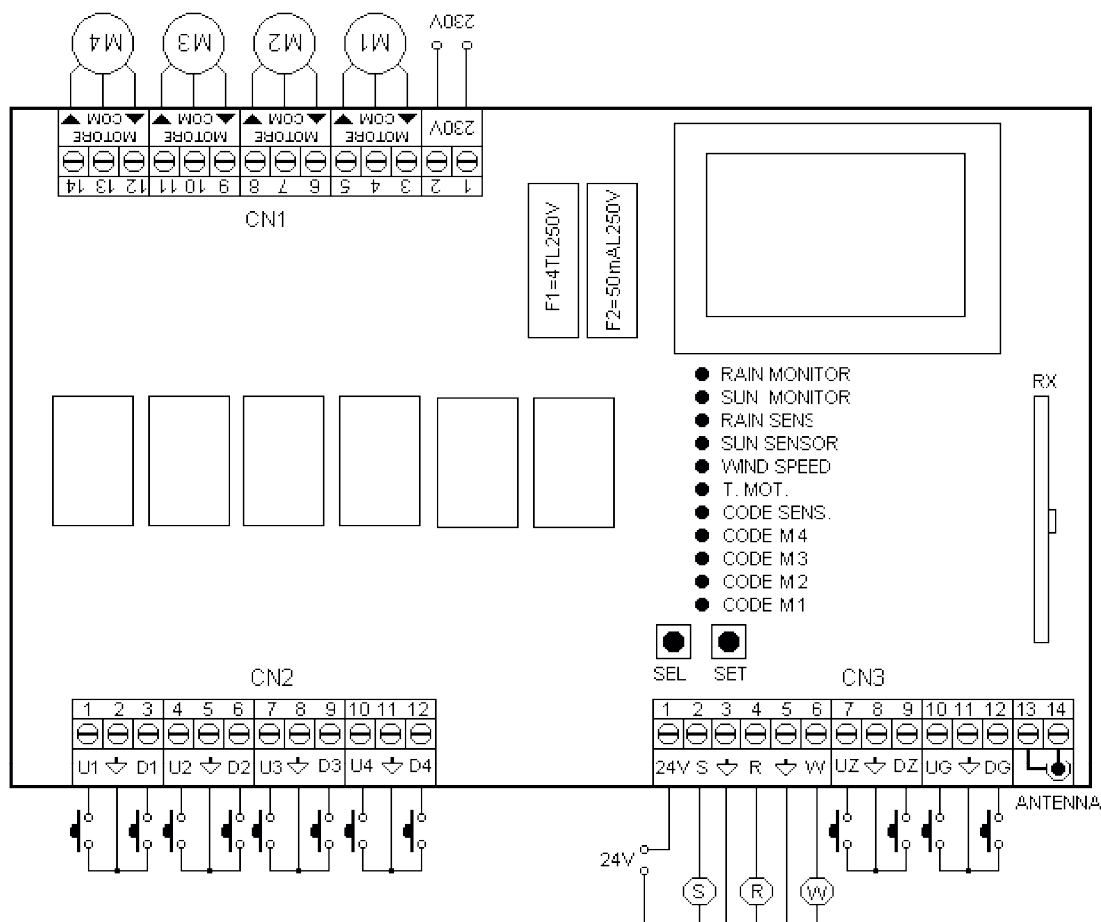 M4 M3 M2 M1 230V
COM COM COM COM
MOTORE MOTORE MOTORE MOTORE 230V
14 13 12 11 10 9 8 7 6 5 4 3 2 1
CN1
F1=4TL250V
F2=50mAL250V
RAIN MONITOR
SUN MONITOR
RAIN SENS
SUN SENSOR
WIND SPEED
T. MOT.
CODE SENS.
CODE M4
CODE M3
CODE M2
CODE M1
RX
SEL SET
CN2
1 2 3 4 5 6 7 8 9 10 11 12
U1 D1 U2 D2 U3 D3 U4 D4
CN3
1 2 3 4 5 6 7 8 9 10 11 12 13 14
24V S R W UZ DZ UG DG
ANTENNA
24V
S R W